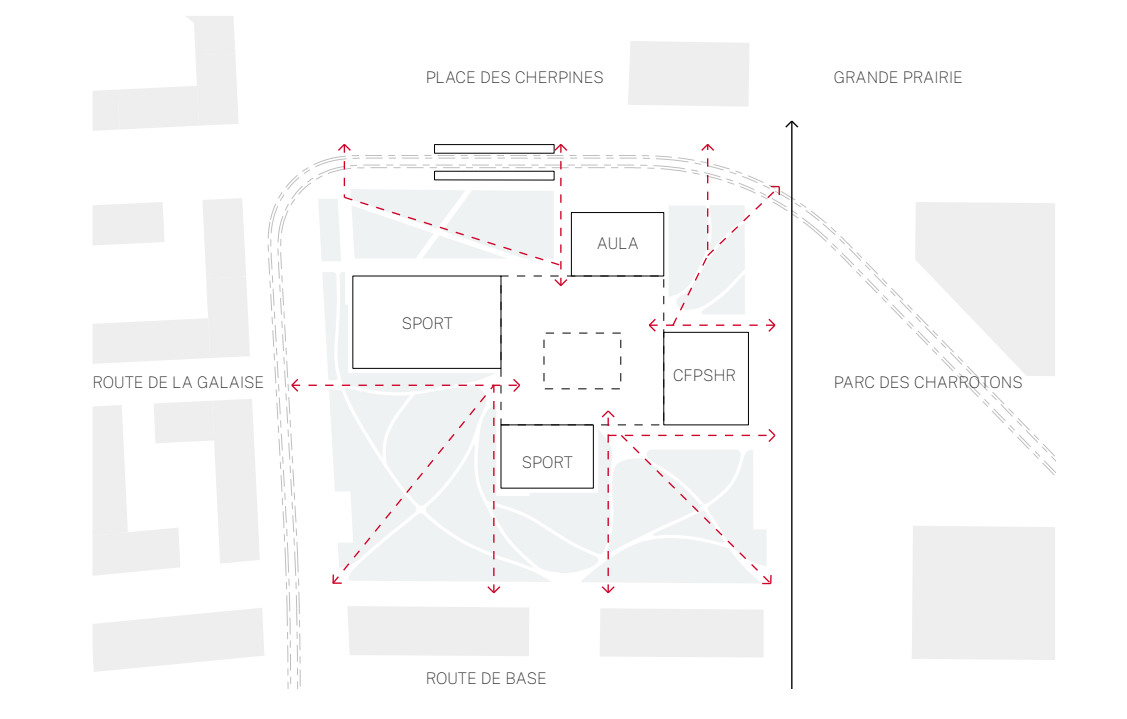 PLACE DES CHERPINES
GRANDE PRAIRIE
AULA
SPORT
CFPSHR
ROUTE DE LA GALAISE
PARC DES CHARROTONS
SPORT
ROUTE DE BASE